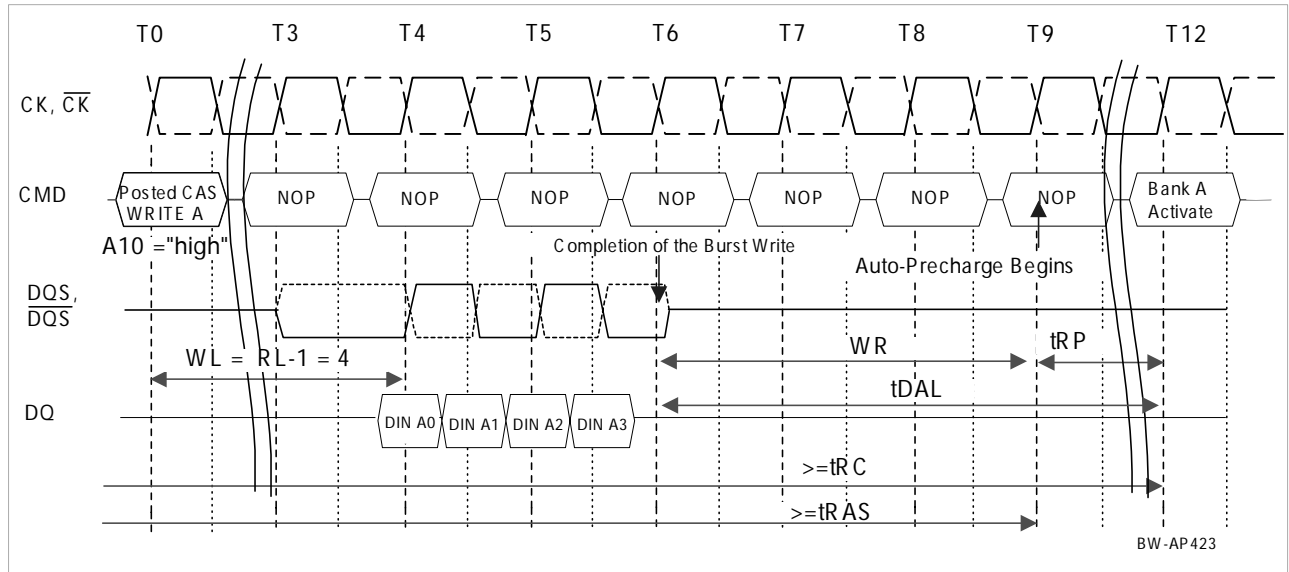 T0 T3 T4 T5 T6 T7 T8 T9 T12
CK, CK
CMD Posted CAS WRITE A NOP NOP NOP NOP NOP NOP NOP Bank A Activate
A10 ="high"
Completion of the Burst Write
Auto-Precharge Begins
DQS,
DQS
WL = RL-1 = 4
WR
tRP
tDAL
DQ DIN A0 DIN A1 DIN A2 DIN A3
>=tRC
>=tRAS
BW-AP423